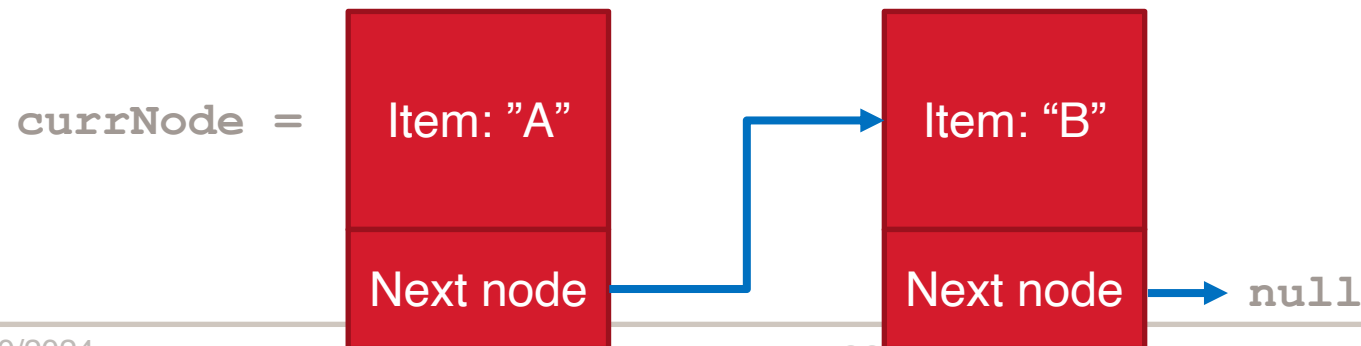 currNode =
Item: ”A”
Item: “B”
Next node
Next node
null